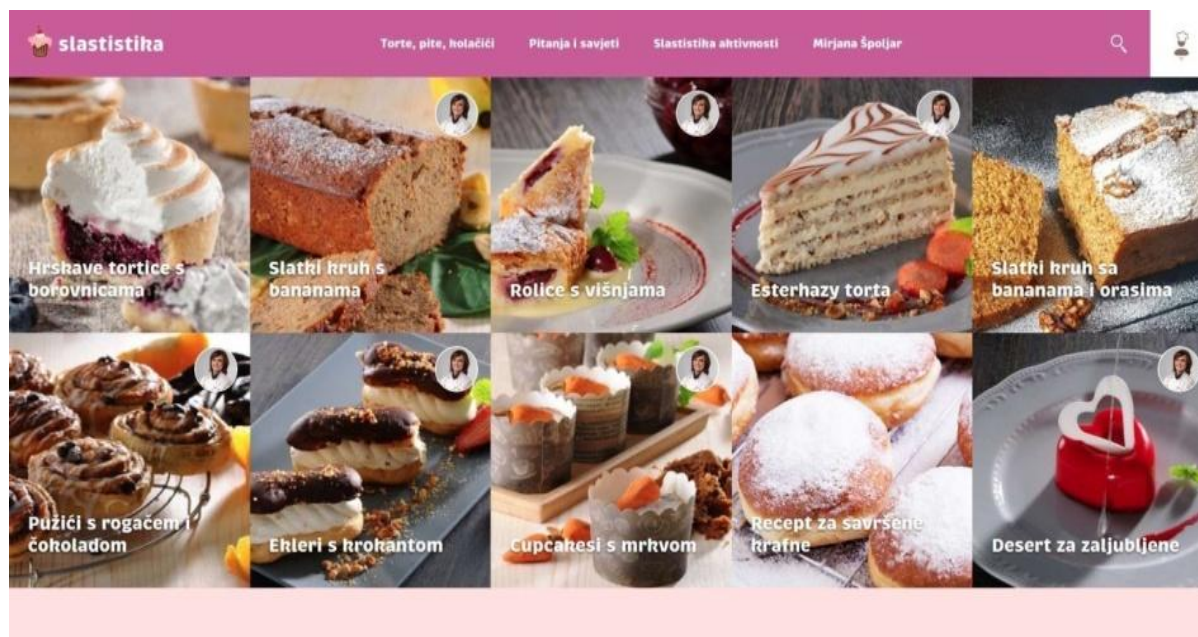 slastistika
Torte, pite, kolačići
Pitanja i savjeti
Slastistika aktivnosti
Mirjana Špoljar
Hrskave tortice s
borovnicama
Slatki kruh s
bananama
Rolice s višnjama
Esterhazy torta
Slatki kruh sa
bananama i orasima
Pužići s rogačem i
čokoladom
Ekleri s krokantom
Cupcakesi s mrkvom
Recept za savršene
krafne
Desert za zaljubljene